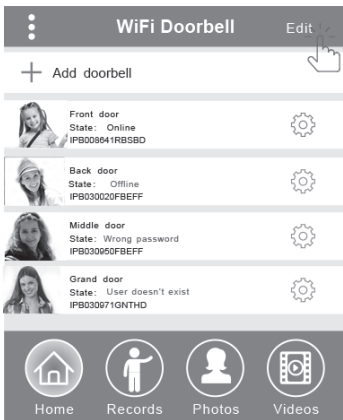 WiFi Doorbell
Edit
Add doorbell
Front door
State: Online
IPB008641RBSBD
Back door
State: Offline
IPB030020FBEFF
Middle door
State: Wrong password
IPB030950FBEFF
Grand door
State: User doesn't exist
IPB030971GNTHD
Home Records Photos Videos